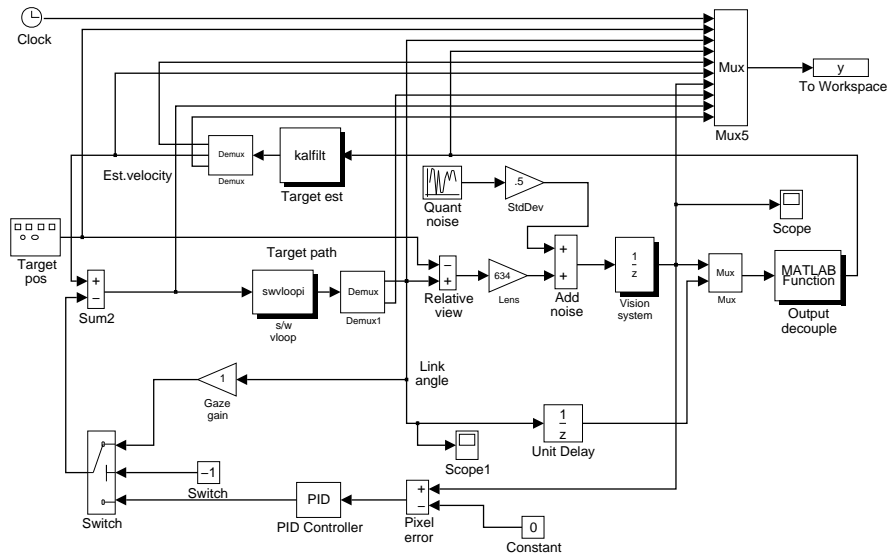 Clock
Mux
y
To Workspace
Mux5
Demux
Demux
kalfilt
Target est
Est.velocity
Quant
noise
.5
StdDev
Scope
Target
pos
Target path
+
−
Sum2
swvloopi
s/w
vloop
Demux
Demux1
−
+
Relative
view
634
Lens
+
+
Add
noise
1
z
Vision
system
Mux
Mux
MATLAB
Function
Output
decouple
Link
angle
1
Gaze
gain
1
z
Unit Delay
Scope1
−1
Switch
Switch
PID
PID Controller
+
−
Pixel
error
0
Constant